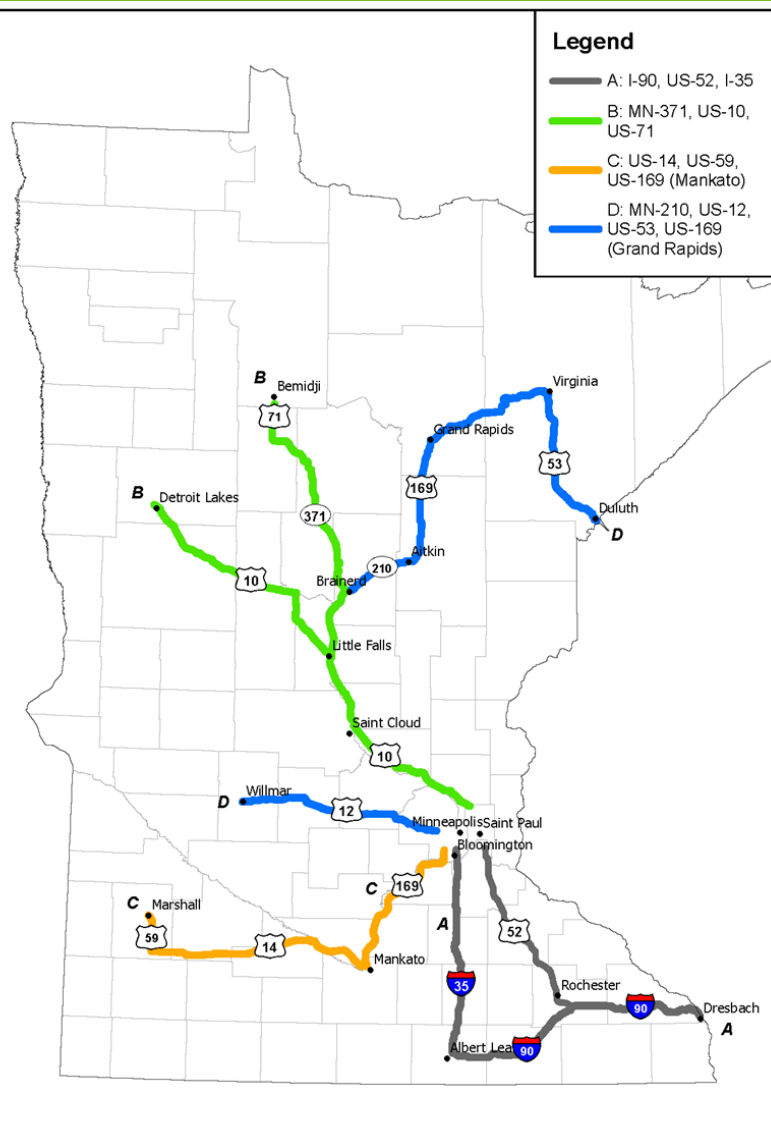 Legend
A: I-90, US-52, I-35
B: MN-371, US-10,
US-71
C: US-14, US-59,
US-169 (Mankato)
D: MN-210, US-12,
US-53, US-169
(Grand Rapids)
B
Bemidji
71
Virginia
Grand Rapids
53
169
B
Detroit Lakes
371
Duluth
D
Aitkin
210
10
Brainerd
Little Falls
Saint Cloud
10
D
Willmar
12
Minneapolis
Saint Paul
Bloomington
C
169
C
Marshall
A
52
59
14
Mankato
35
Rochester
90
Dresbach
A
Albert Lea
90